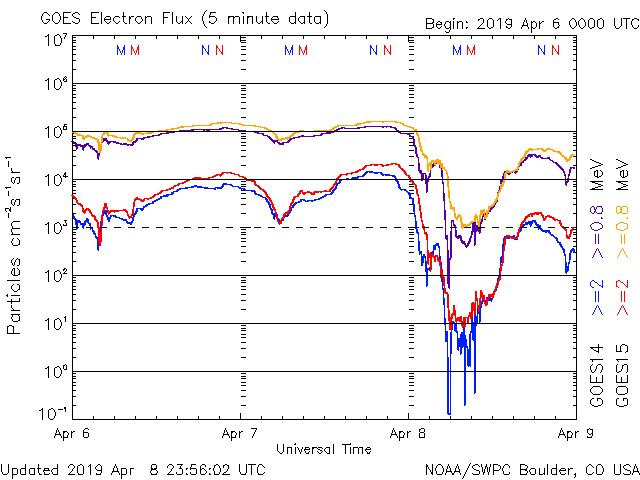 GOES Electron Flux (5 minute data)
Begin: 2019 Apr 6 0000 UTC
10⁷
M M N N M M N N M M N N
10⁶
10⁵
10⁴
10³
10²
10¹
10⁰
10⁻¹
Particles cm⁻²s⁻¹sr⁻¹
Apr 6 Apr 7 Apr 8 Apr 9
Universal Time
GOES14 >=2 >=0.8 MeV
GOES15 >=2 >=0.8 MeV
Updated 2019 Apr 8 23:56:02 UTC
NOAA/SWPC Boulder, CO USA